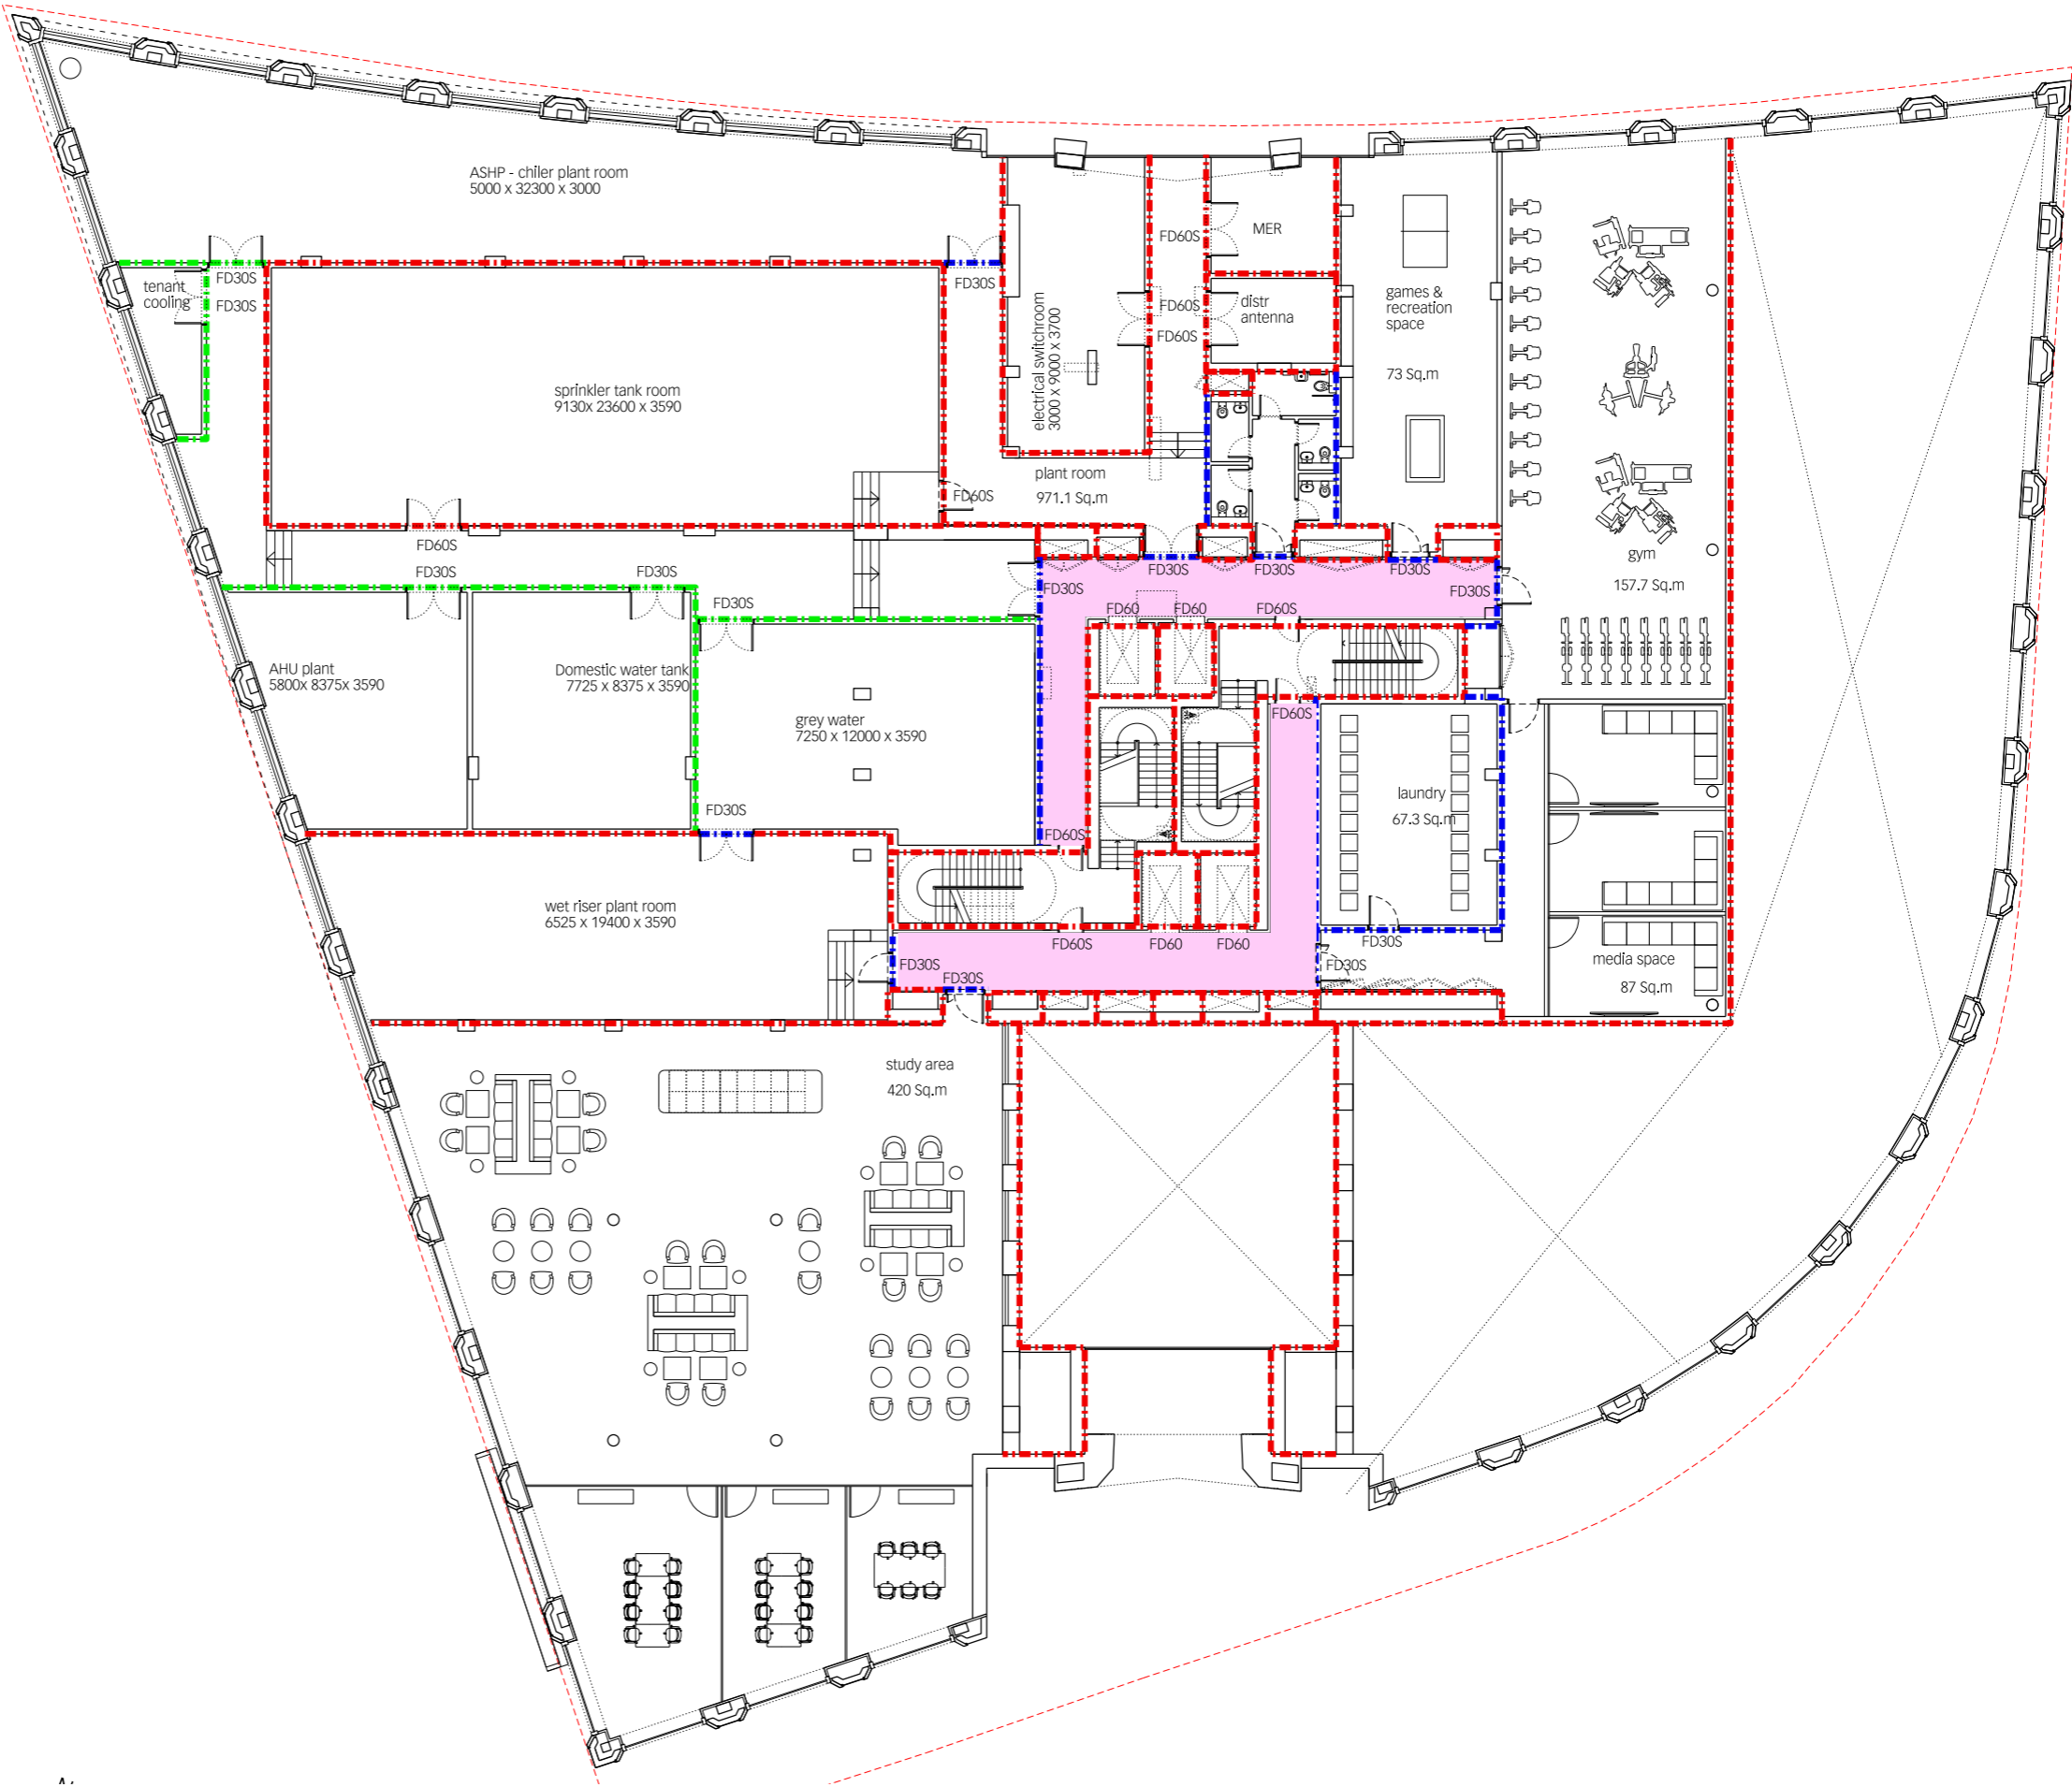 ASHP - chiler plant room
5000 x 32300 x 3000
MER
FD60S
FD30S
FD30S
FD30S
tenant
cooling
electrical switchroom
3000 x 9000 x 3700
FD60S
FD60S
distr
antenna
games &
recreation
space
73 Sq.m
sprinkler tank room
9130x 23600 x 3590
plant room
971.1 Sq.m
FD60S
FD60S
gym
157.7 Sq.m
FD30S
FD30S
FD30S
FD30S
FD30S
FD30S
FD30S
FD30S
FD60
FD60
FD60S
AHU plant
5800x 8375x 3590
Domestic water tank
7725 x 8375 x 3590
grey water
7250 x 12000 x 3590
FD60S
laundry
67.3 Sq.m
FD30S
FD60S
wet riser plant room
6525 x 19400 x 3590
FD60S
FD60
FD60
FD30S
FD30S
FD30S
FD30S
media space
87 Sq.m
study area
420 Sq.m